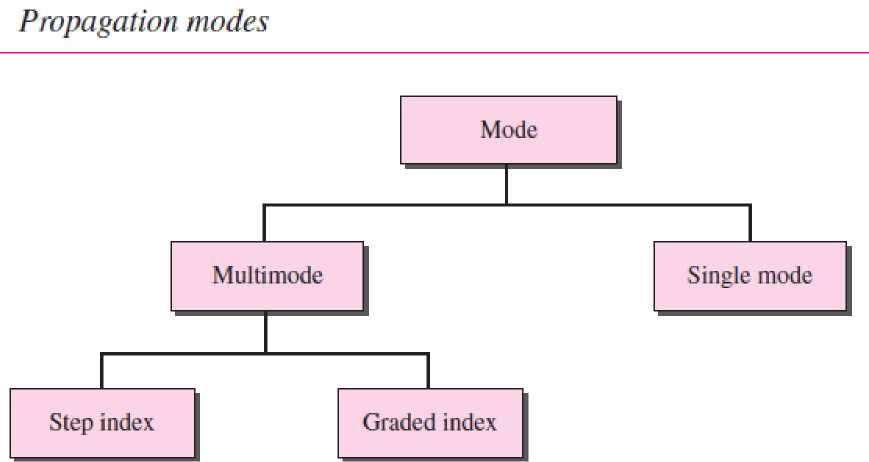 Propagation modes
Mode
Multimode
Single mode
Step index
Graded index